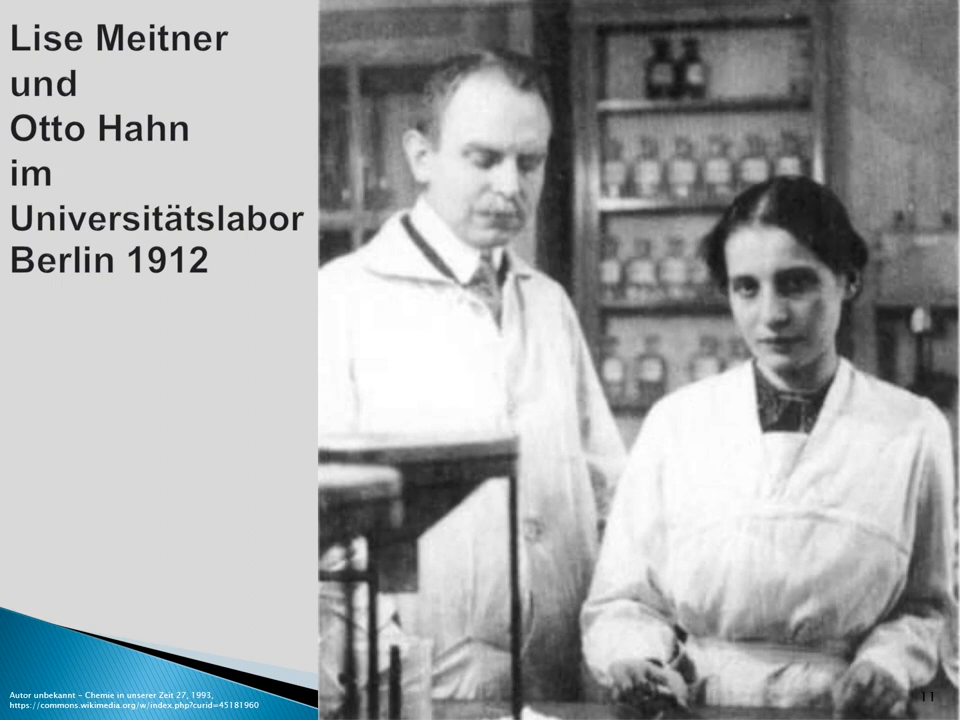 Lise Meitner
und
Otto Hahn
im
Universitätslabor
Berlin 1912
Autor unbekannt - Chemie in unserer Zeit 27, 1993,
https://commons.wikimedia.org/w/index.php?curid=45181960
11